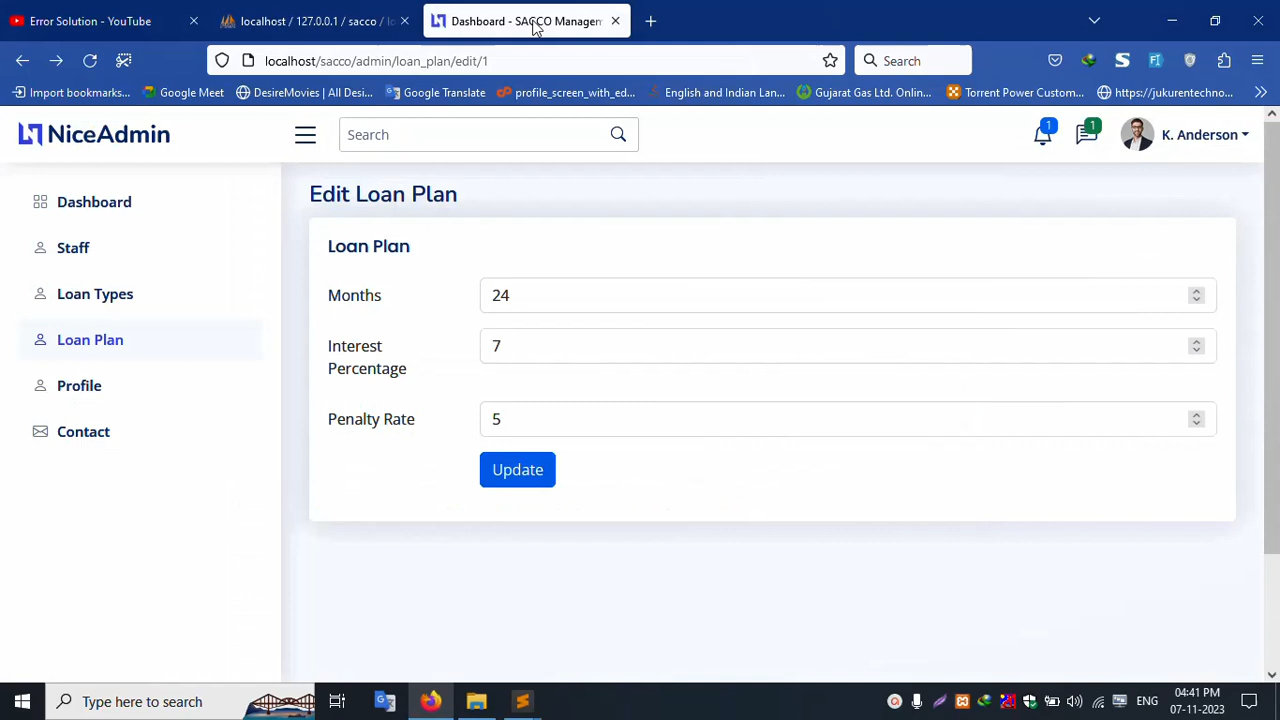 Error Solution - YouTube
localhost / 127.0.0.1 / sacco / lo
Dashboard - SACCO Managem
localhost/sacco/admin/loan_plan/edit/1
Search
Import bookmarks...
Google Meet
DesireMovies | All Desi...
Google Translate
profile_screen_with_ed...
English and Indian Lan...
Gujarat Gas Ltd. Onlin...
Torrent Power Custom...
https://jukurentechno...
NiceAdmin
Search
1
1
K. Anderson
Dashboard
Staff
Loan Types
Loan Plan
Profile
Contact
Edit Loan Plan
Loan Plan
Months
24
Interest
Percentage
7
Penalty Rate
5
Update
Type here to search
ENG
04:41 PM
07-11-2023